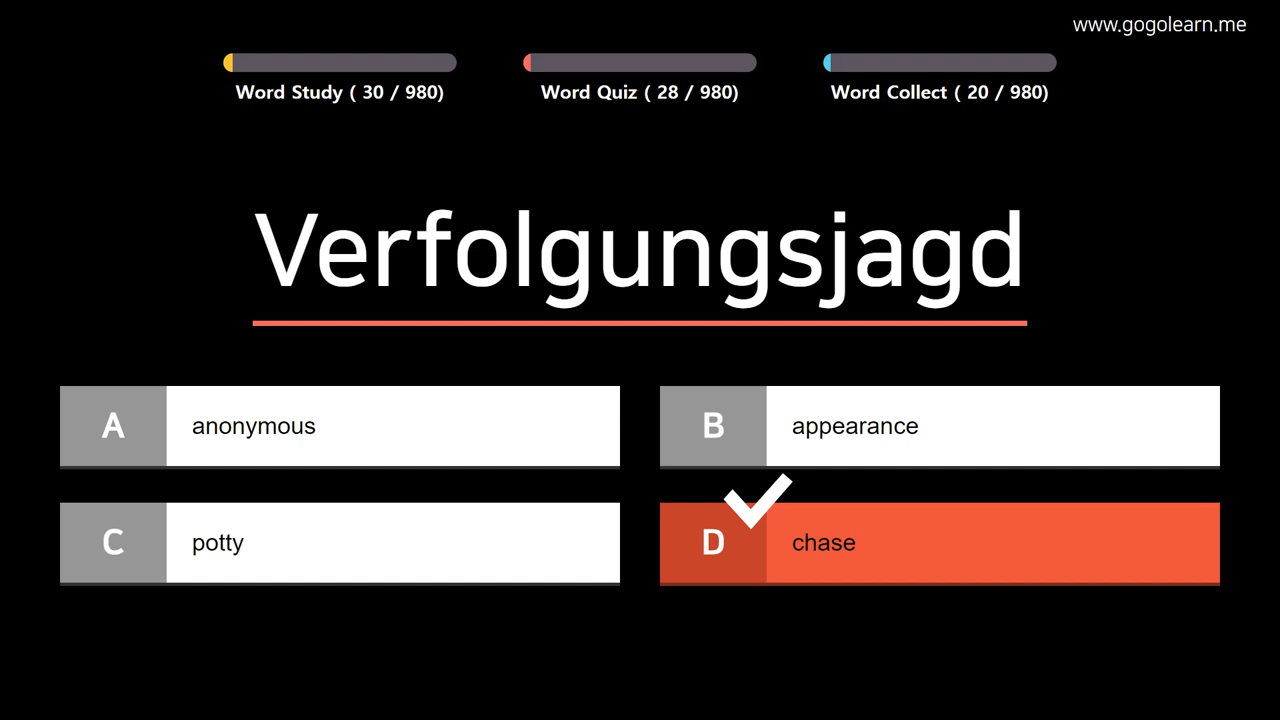 www.gogolearn.me
Word Study ( 30 / 980)
Word Quiz ( 28 / 980)
Word Collect ( 20 / 980)
Verfolgungsjagd
A anonymous
B appearance
C potty
D chase